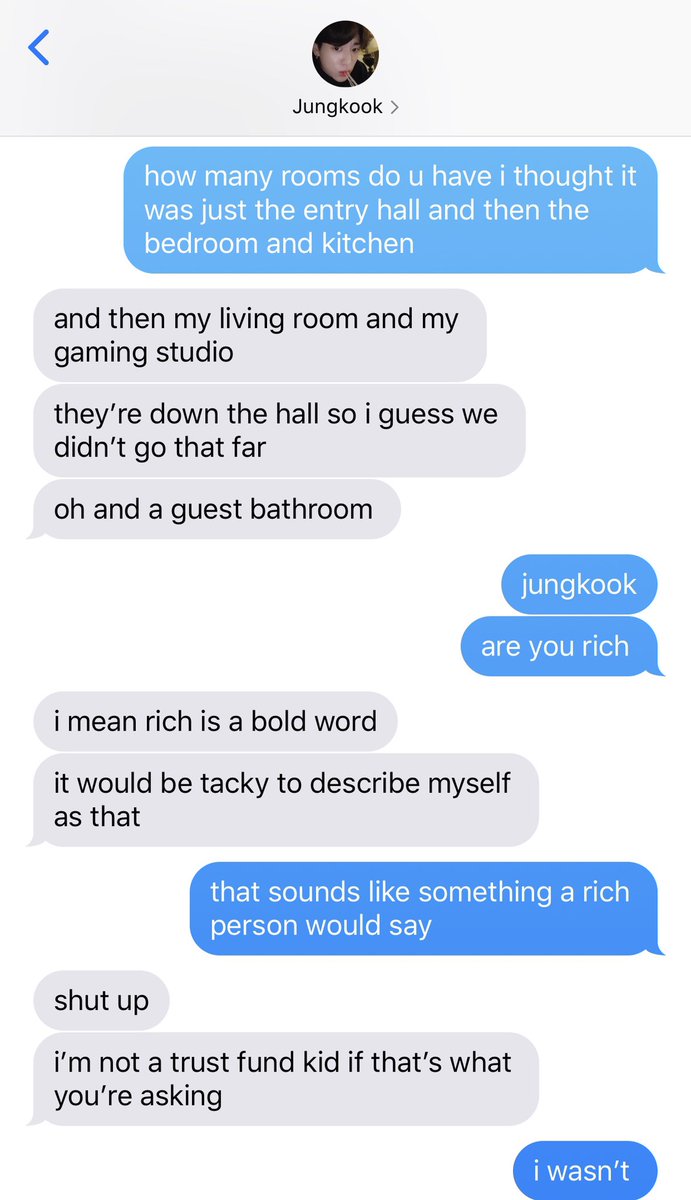 Jungkook
how many rooms do u have i thought it
was just the entry hall and then the
bedroom and kitchen
and then my living room and my
gaming studio
they’re down the hall so i guess we
didn’t go that far
oh and a guest bathroom
jungkook
are you rich
i mean rich is a bold word
it would be tacky to describe myself
as that
that sounds like something a rich
person would say
shut up
i’m not a trust fund kid if that’s what
you’re asking
i wasn’t